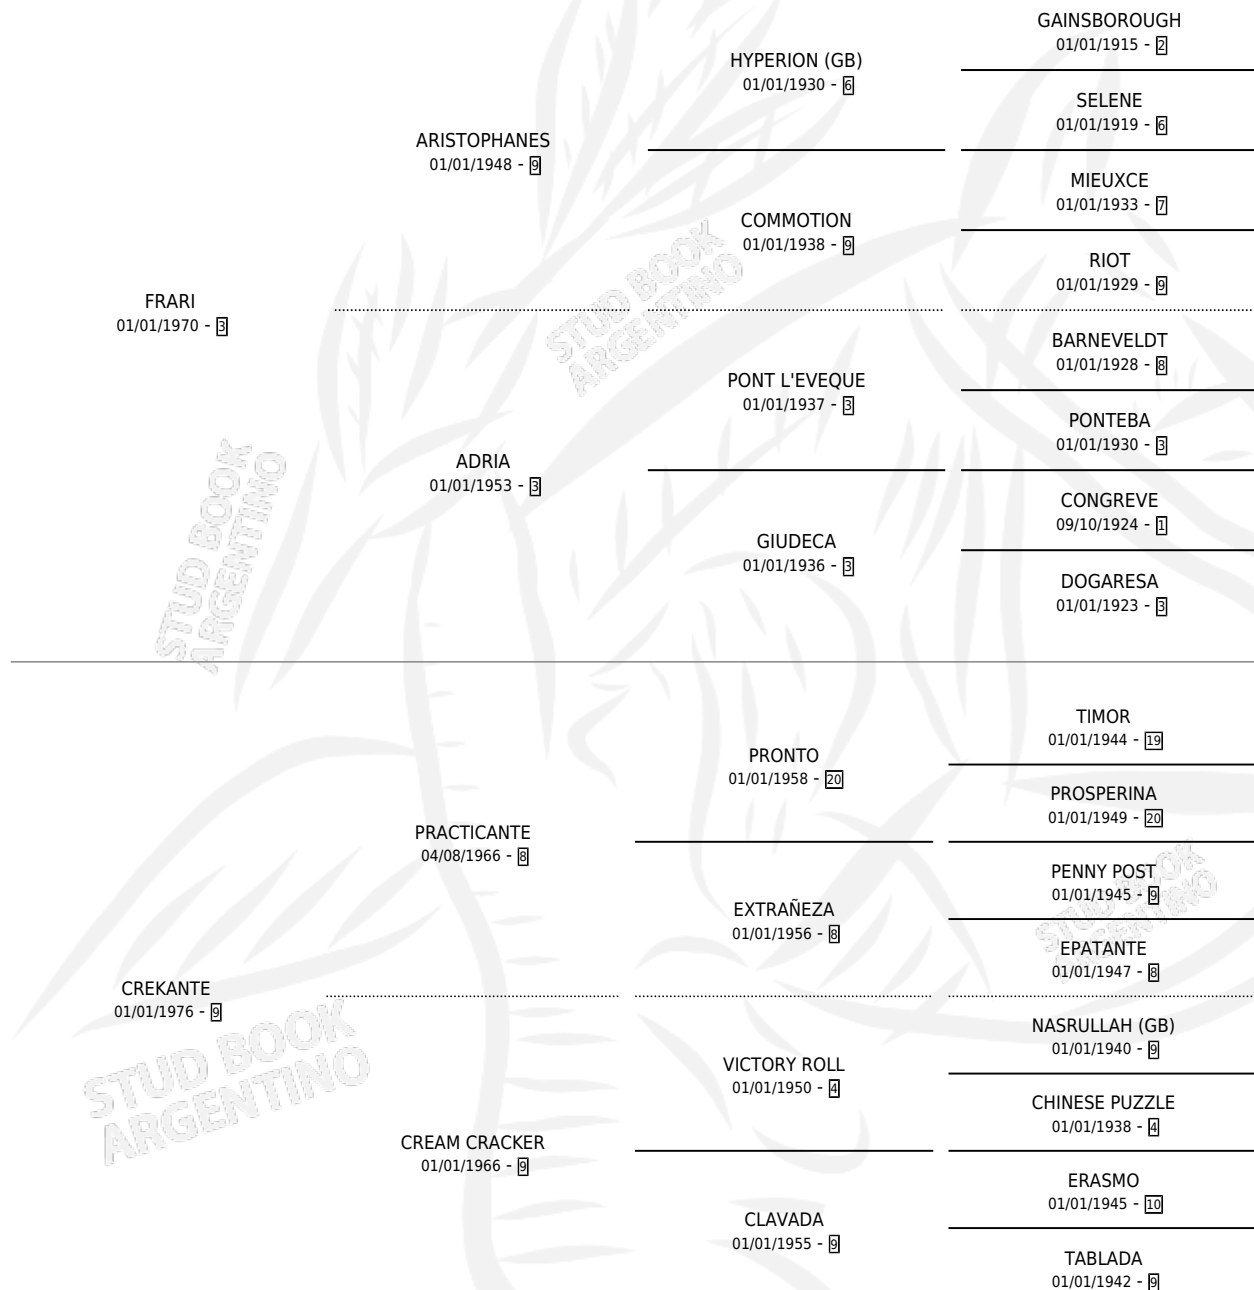 FRARI
01/01/1970 - 3
ARISTOPHANES
01/01/1948 - 9
ADRIA
01/01/1953 - 3
HYPERION (GB)
01/01/1930 - 6
COMMOTION
01/01/1938 - 9
PONT L'EVEQUE
01/01/1937 - 3
GIUDECA
01/01/1936 - 3
GAINSBOROUGH
01/01/1915 - 2
SELENE
01/01/1919 - 6
MIEUXCE
01/01/1933 - 7
RIOT
01/01/1929 - 9
BARNEVELDT
01/01/1928 - 8
PONTEBA
01/01/1930 - 3
CONGREVE
09/10/1924 - 1
DOGARESA
01/01/1923 - 3
CREKANTE
01/01/1976 - 9
PRACTICANTE
04/08/1966 - 8
CREAM CRACKER
01/01/1966 - 9
PRONTO
01/01/1958 - 20
EXTRAÑEZA
01/01/1956 - 8
VICTORY ROLL
01/01/1950 - 4
CLAVADA
01/01/1955 - 9
TIMOR
01/01/1944 - 19
PROSPERINA
01/01/1949 - 20
PENNY POST
01/01/1945 - 9
EPATANTE
01/01/1947 - 8
NASRULLAH (GB)
01/01/1940 - 9
CHINESE PUZZLE
01/01/1938 - 4
ERASMO
01/01/1945 - 10
TABLADA
01/01/1942 - 9
STUD BOOK
ARGENTINO
STUD BOOK
ARGENTINO
STUD BOOK
ARGENTINO
STUD BOOK
ARGENTINO